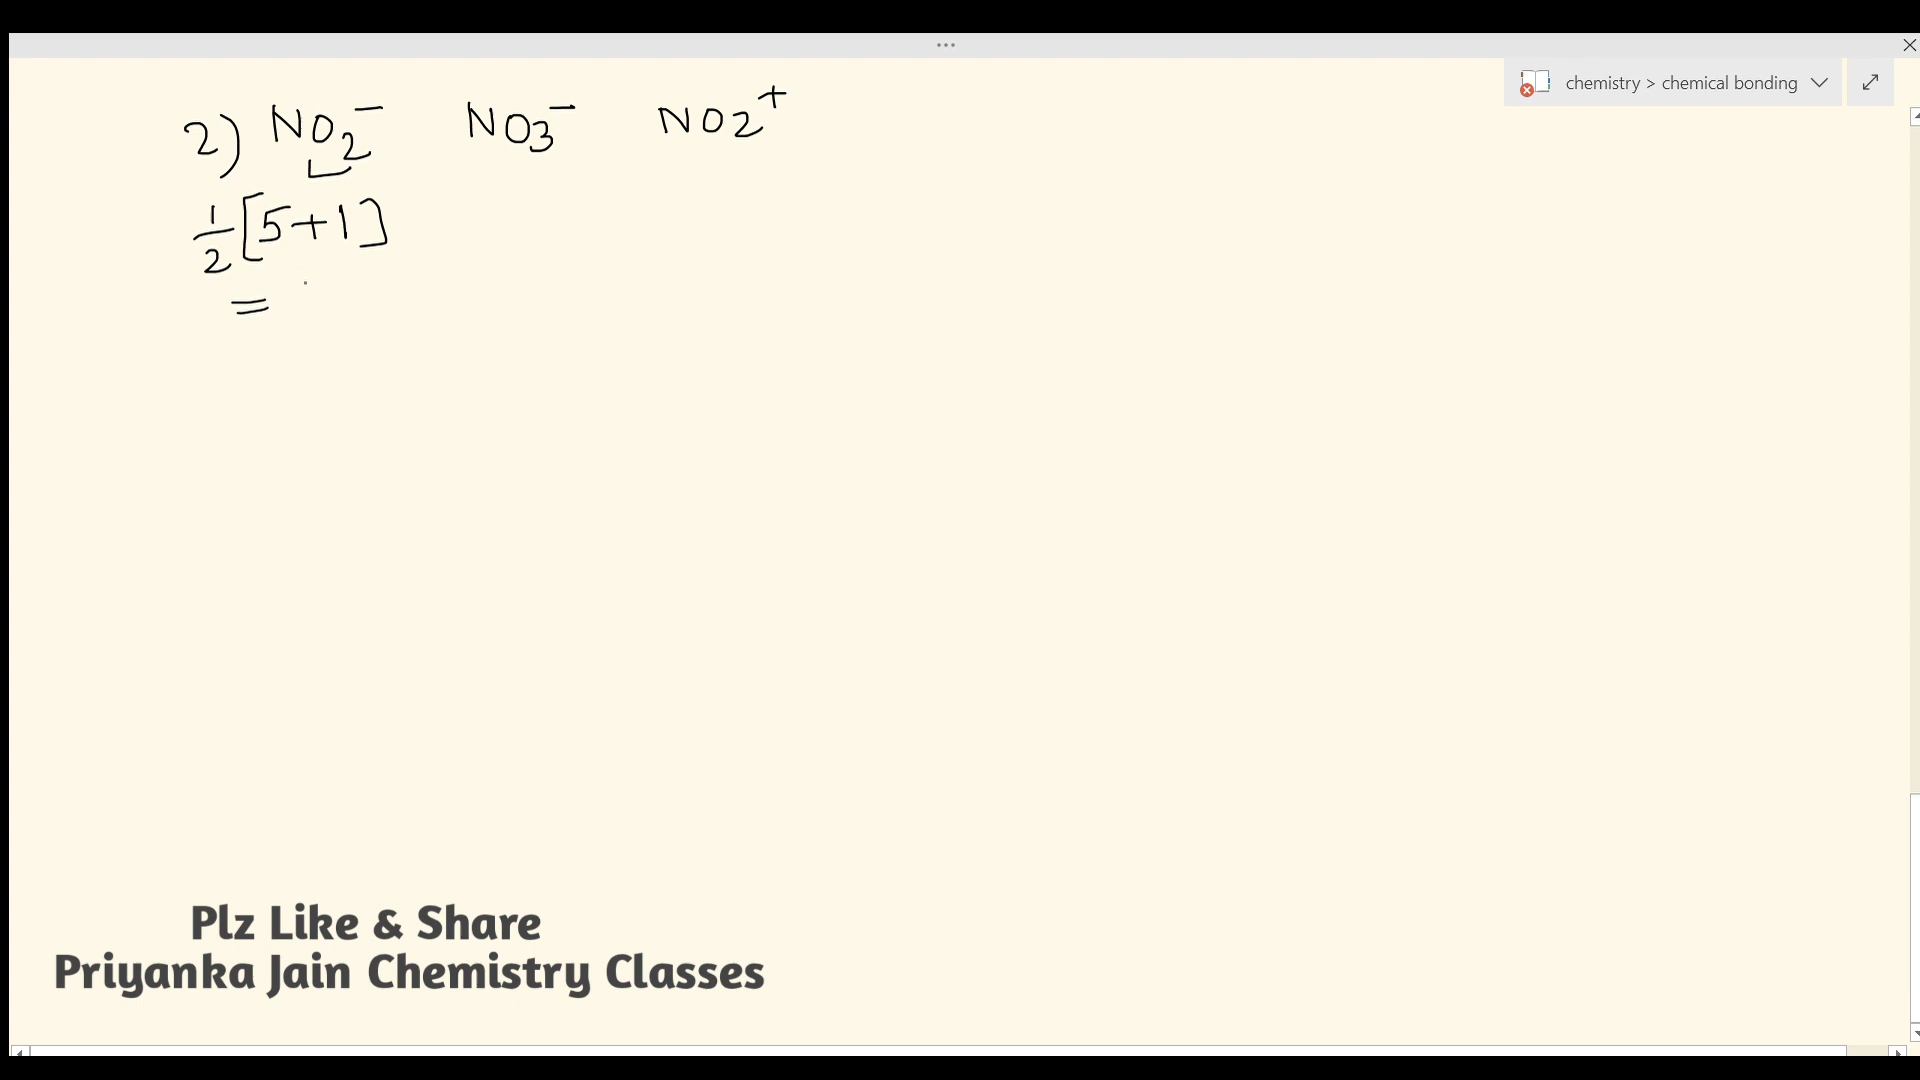 chemistry > chemical bonding
2) NO₂⁻ NO₃⁻ NO2⁺
1/2 [5+1]
=
Plz Like & Share
Priyanka Jain Chemistry Classes